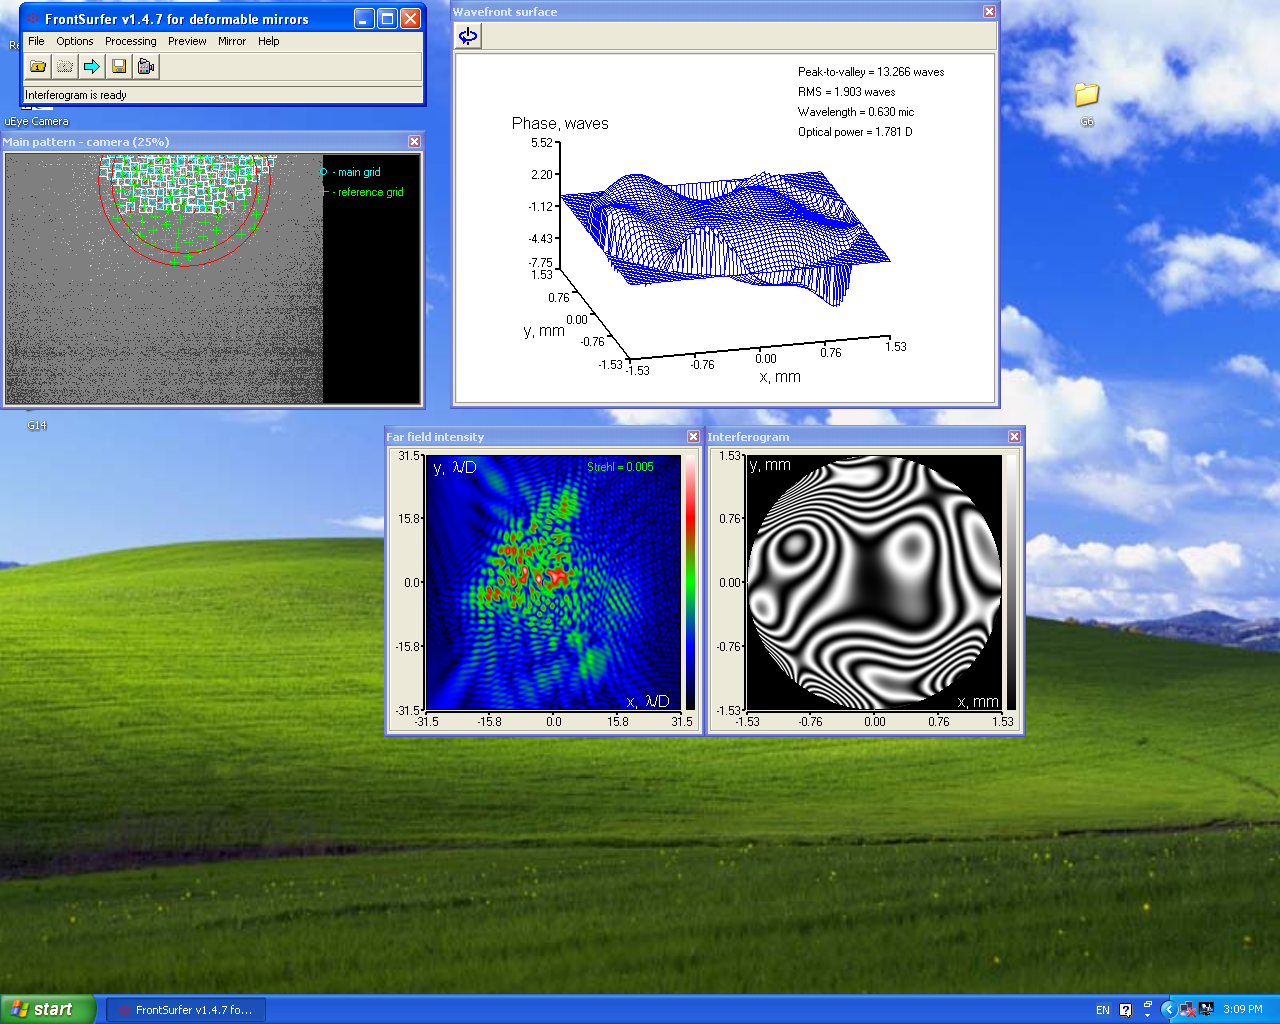 FrontSurfer v1.4.7 for deformable mirrors
File Options Processing Preview Mirror Help
Interferogram is ready
uEye Camera
Main pattern - camera (25%)
- main grid
- reference grid
G14
Wavefront surface
Peak-to-valley = 13.266 waves
RMS = 1.903 waves
Wavelength = 0.630 mic
Optical power = 1.781 D
Phase, waves
5.52
2.20
-1.12
-4.43
-7.75
1.53
0.76
0.00
-0.76
-1.53
y, mm
-1.53 -0.76 0.00 0.76 1.53
x, mm
G6
Far field intensity
y, λ/D
Strehl = 0.005
31.5
15.8
0.0
-15.8
-31.5
x, λ/D
-31.5 -15.8 0.0 15.8 31.5
Interferogram
y, mm
1.53
0.76
0.00
-0.76
-1.53
x, mm
-1.53 -0.76 0.00 0.76 1.53
start
FrontSurfer v1.4.7 fo...
EN
3:09 PM